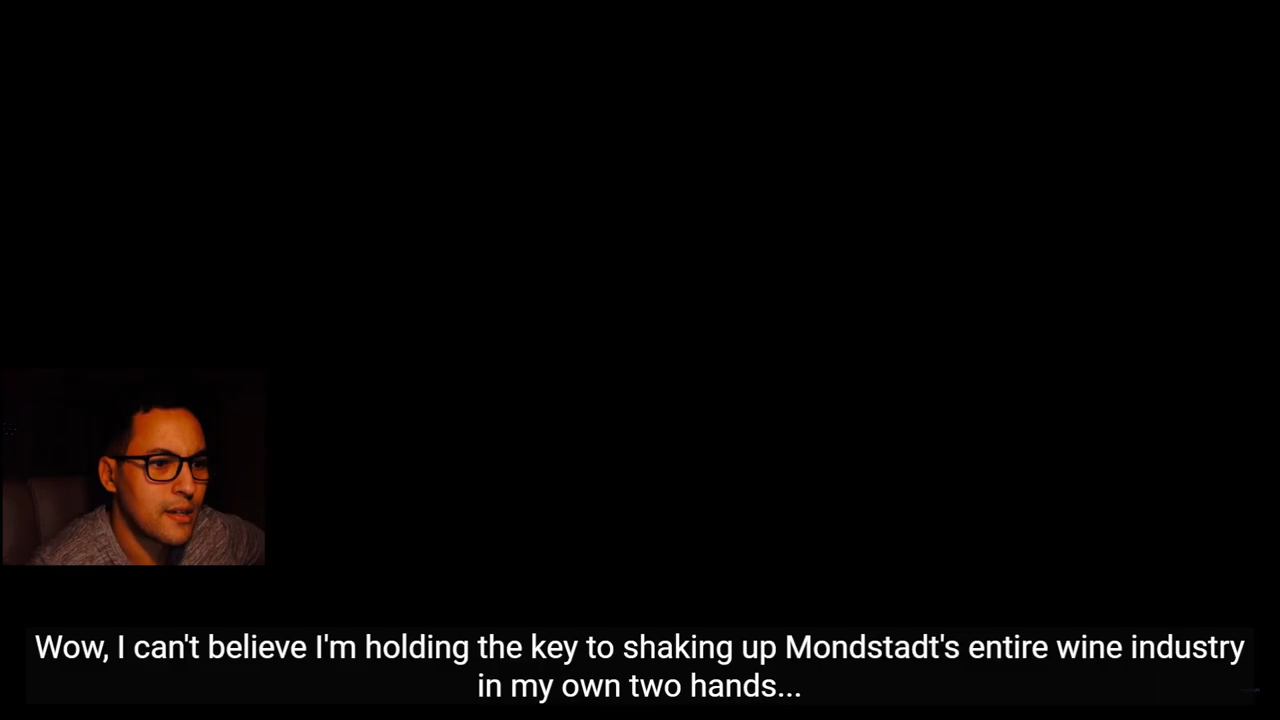 Wow, I can't believe I'm holding the key to shaking up Mondstadt's entire wine industry
in my own two hands...